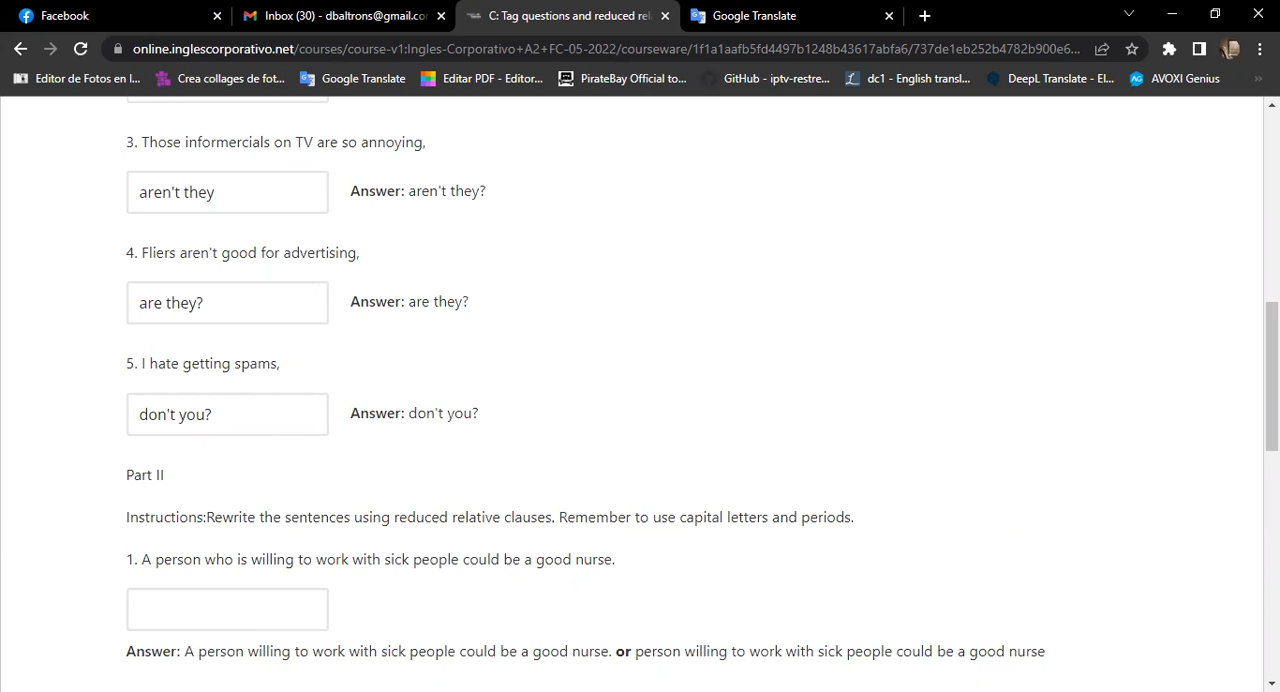 Facebook
Inbox (30) - dbaltrons@gmail.co
C: Tag questions and reduced rel
Google Translate
online.inglescorporativo.net/courses/course-v1:Ingles-Corporativo+A2+FC-05-2022/courseware/1f1a1aafb5fd4497b1248b43617abfa6/737de1eb252b4782b900e6...
Editor de Fotos en l...
Crea collages de fot...
Google Translate
Editar PDF - Editor...
PirateBay Official to...
GitHub - iptv-restre...
dc1 - English transl...
DeepL Translate - El...
AVOXI Genius
3. Those informercials on TV are so annoying,
aren't they
Answer: aren't they?
4. Fliers aren't good for advertising,
are they?
Answer: are they?
5. I hate getting spams,
don't you?
Answer: don't you?
Part II
Instructions:Rewrite the sentences using reduced relative clauses. Remember to use capital letters and periods.
1. A person who is willing to work with sick people could be a good nurse.
Answer: A person willing to work with sick people could be a good nurse. or person willing to work with sick people could be a good nurse